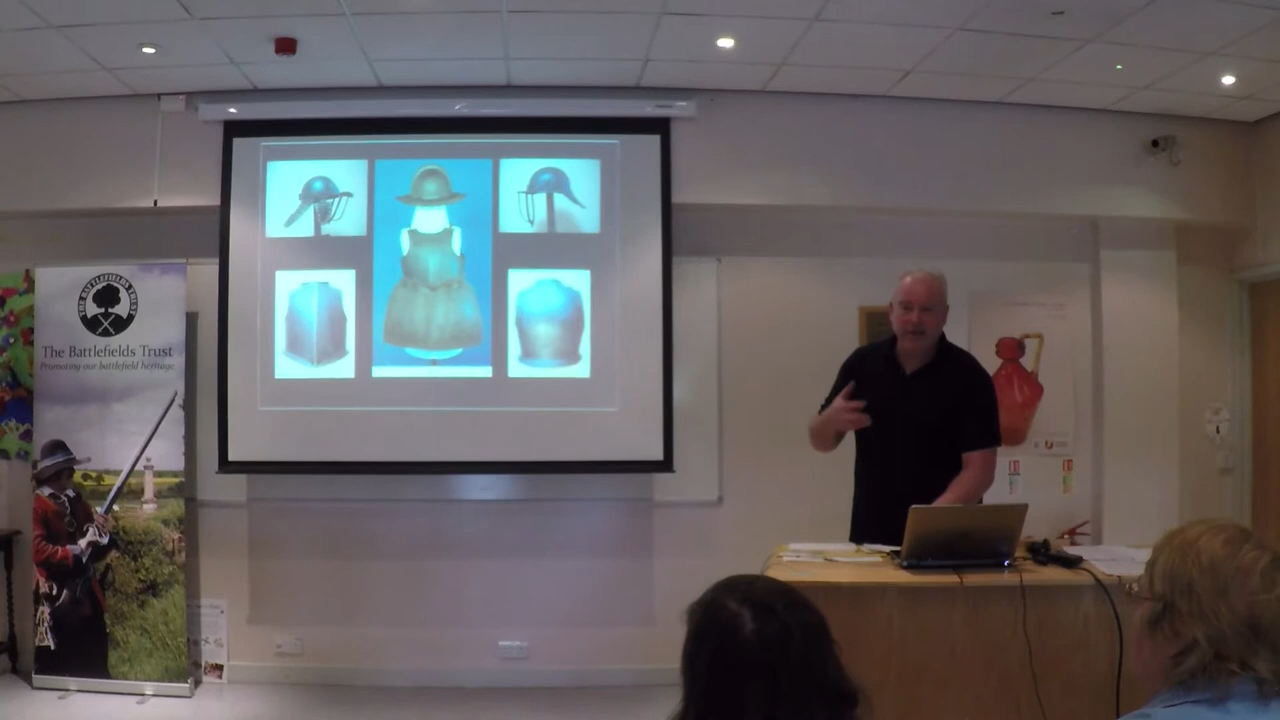 THE BATTLEFIELDS TRUST
The Battlefields Trust
Promoting our battlefield heritage